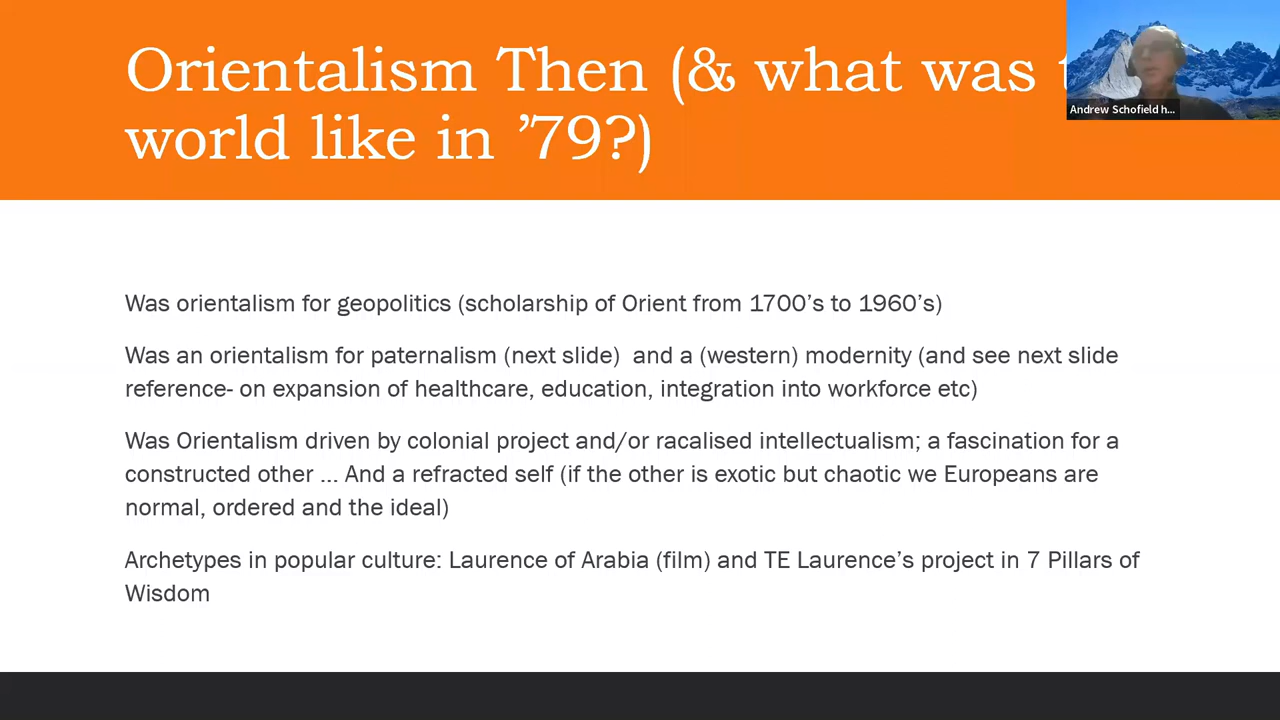 Orientalism Then (& what was
world like in ’79?)
Andrew Schofield h...
Was orientalism for geopolitics (scholarship of Orient from 1700’s to 1960’s)
Was an orientalism for paternalism (next slide)  and a (western) modernity (and see next slide
reference- on expansion of healthcare, education, integration into workforce etc)
Was Orientalism driven by colonial project and/or racalised intellectualism; a fascination for a
constructed other ... And a refracted self (if the other is exotic but chaotic we Europeans are
normal, ordered and the ideal)
Archetypes in popular culture: Laurence of Arabia (film) and TE Laurence’s project in 7 Pillars of
Wisdom